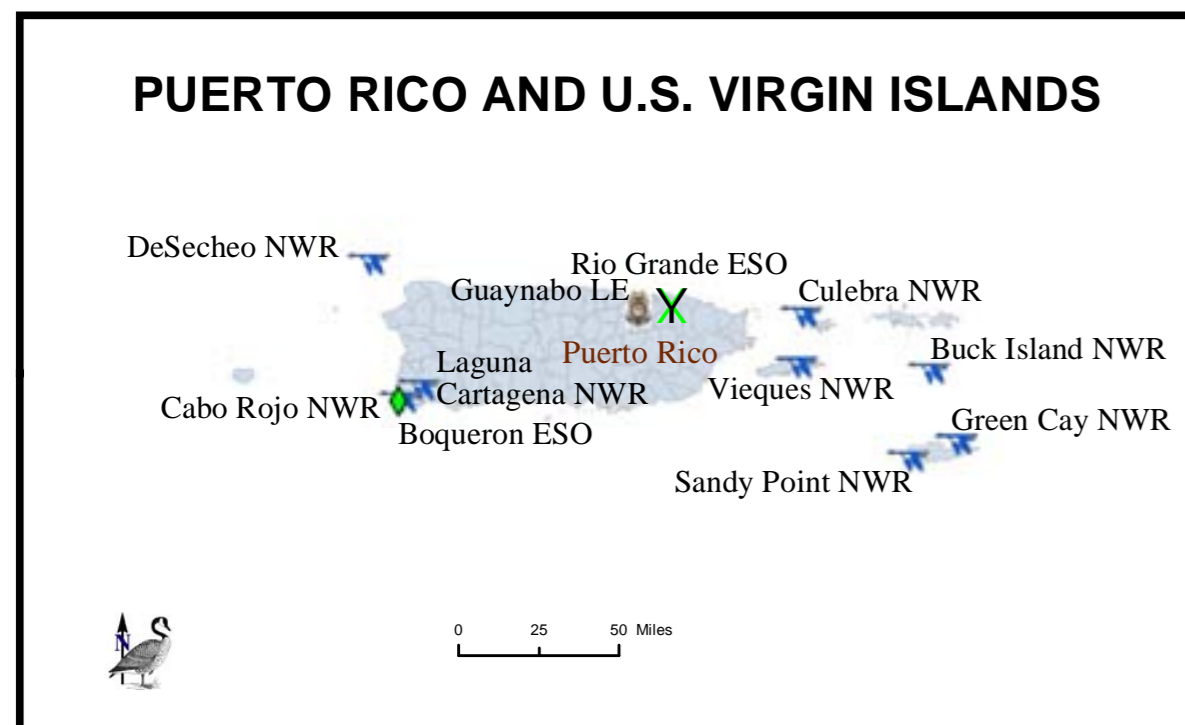 PUERTO RICO AND U.S. VIRGIN ISLANDS
DeSecheo NWR
Rio Grande ESO
Guaynabo LE
Culebra NWR
Puerto Rico
Buck Island NWR
Laguna
Cartagena NWR
Vieques NWR
Cabo Rojo NWR
Boqueron ESO
Green Cay NWR
Sandy Point NWR
N
0 25 50 Miles